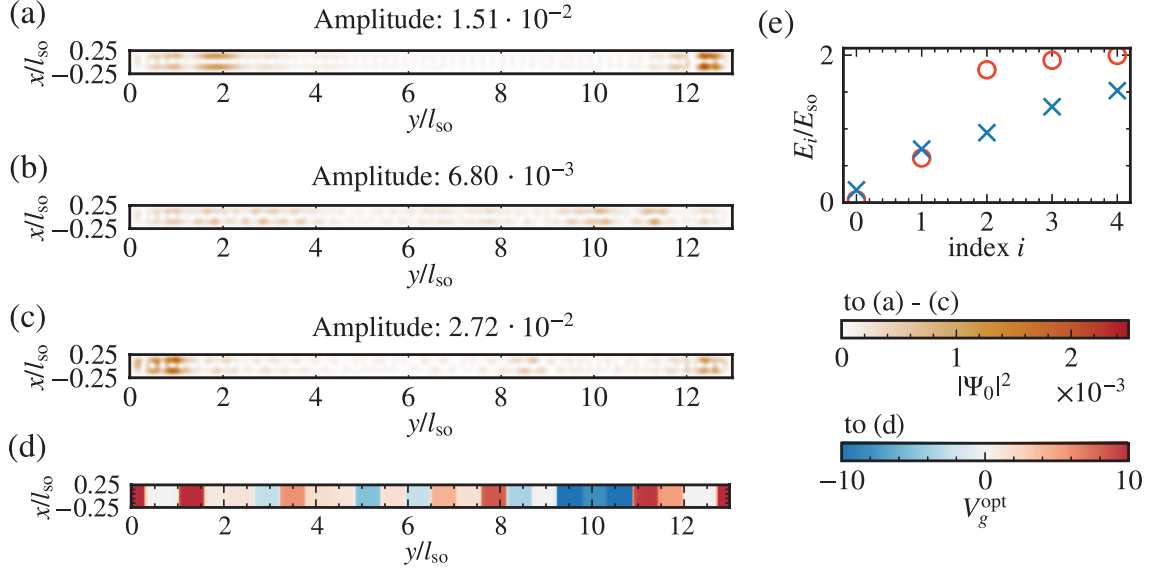 (a)
Amplitude: 1.51 · 10⁻²
x/l_so
0.25
−0.25
0 2 4 6 8 10 12
y/l_so
(b)
Amplitude: 6.80 · 10⁻³
x/l_so
0.25
−0.25
0 2 4 6 8 10 12
y/l_so
(c)
Amplitude: 2.72 · 10⁻²
x/l_so
0.25
−0.25
0 2 4 6 8 10 12
y/l_so
(d)
x/l_so
0.25
−0.25
0 2 4 6 8 10 12
y/l_so
(e)
E_i/E_so
2
0
0 1 2 3 4
index i
to (a) - (c)
0 1 2
|Ψ₀|²
×10⁻³
to (d)
−10 0 10
V_g^opt